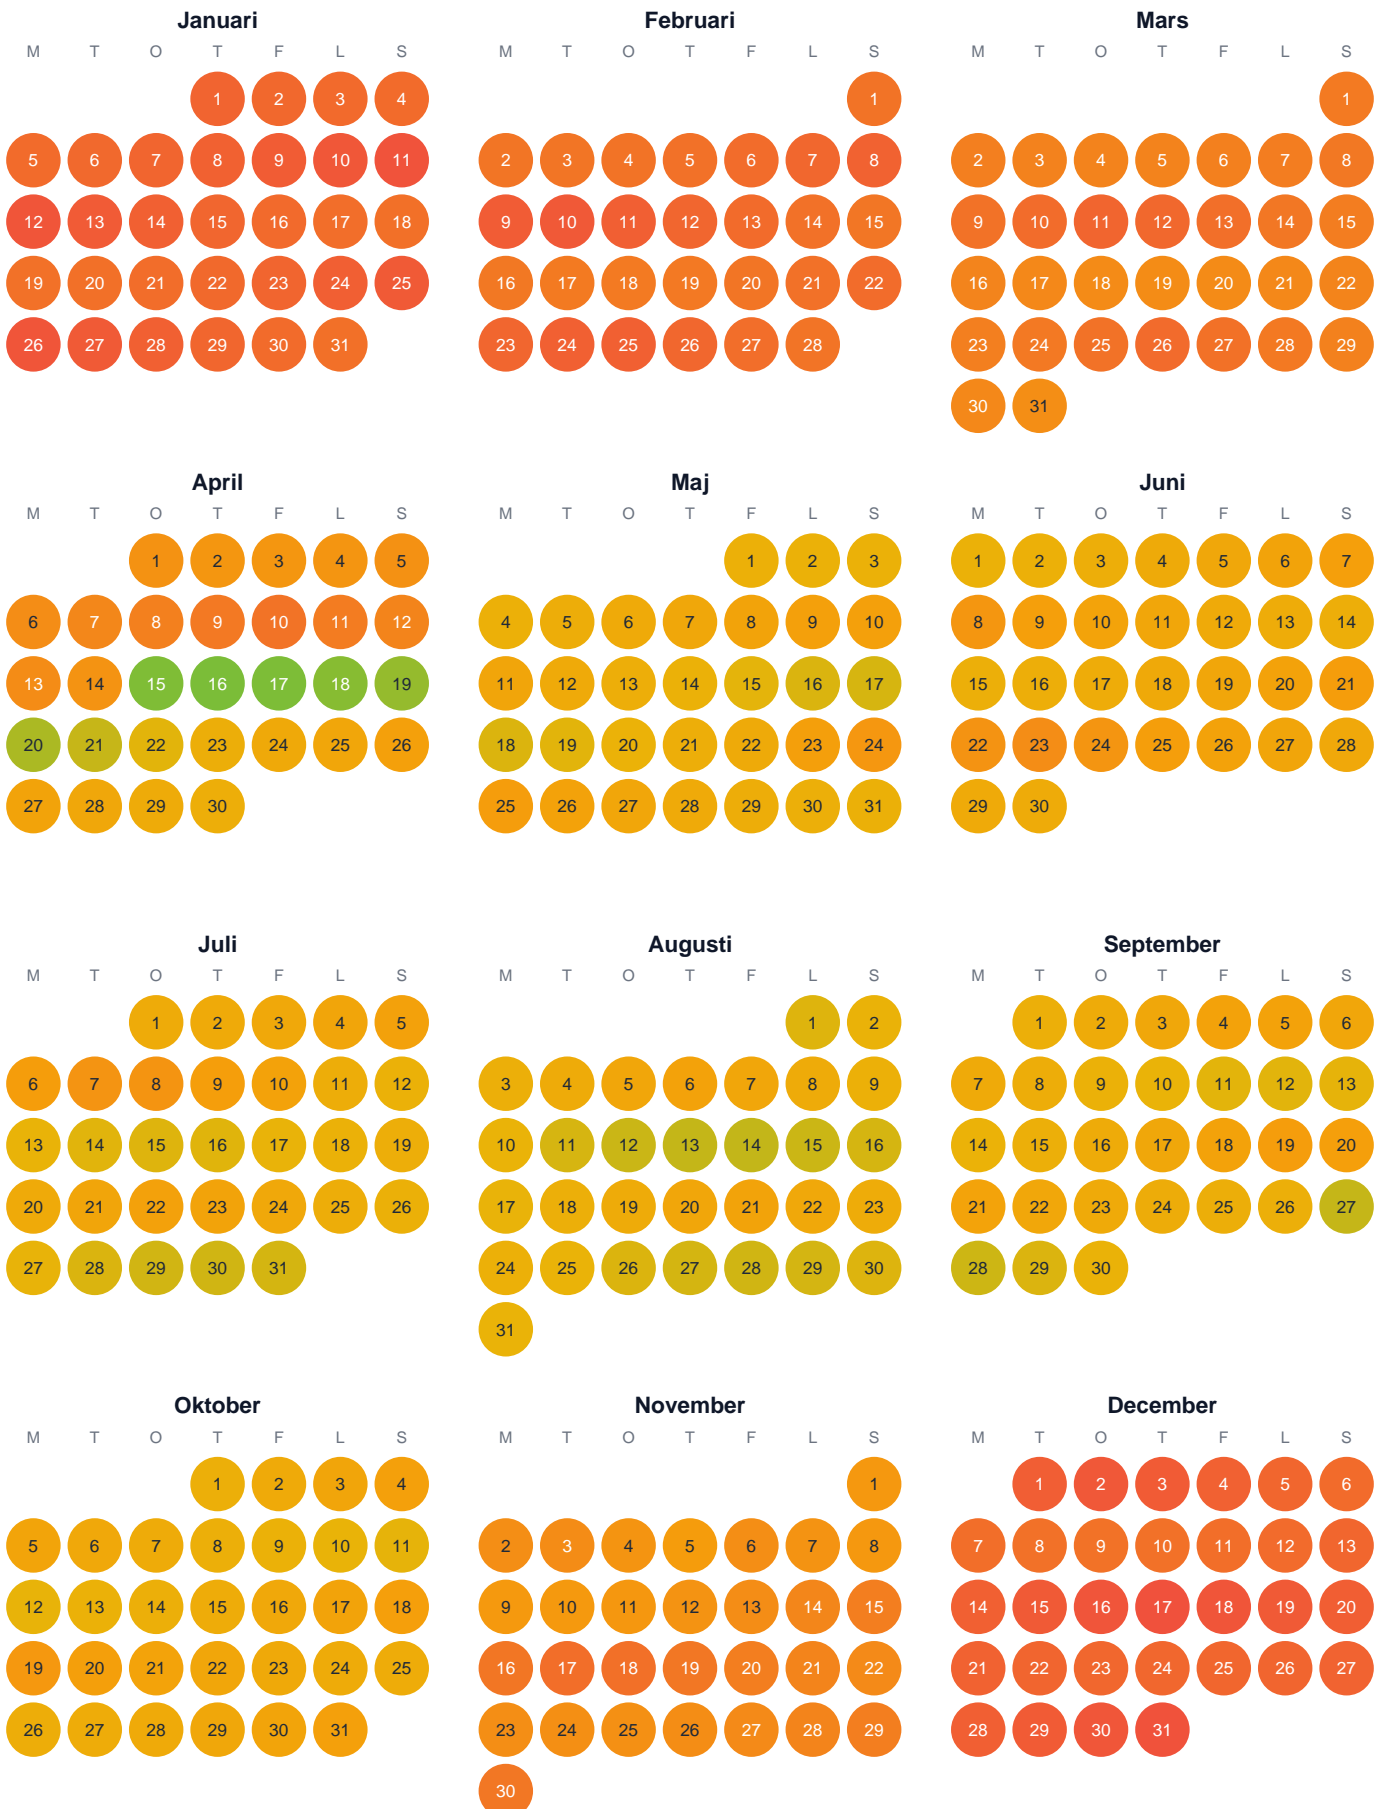 Januari
M T O T F L S
1 2 3 4
5 6 7 8 9 10 11
12 13 14 15 16 17 18
19 20 21 22 23 24 25
26 27 28 29 30 31
Februari
M T O T F L S
1
2 3 4 5 6 7 8
9 10 11 12 13 14 15
16 17 18 19 20 21 22
23 24 25 26 27 28
Mars
M T O T F L S
1
2 3 4 5 6 7 8
9 10 11 12 13 14 15
16 17 18 19 20 21 22
23 24 25 26 27 28 29
30 31
April
M T O T F L S
1 2 3 4 5
6 7 8 9 10 11 12
13 14 15 16 17 18 19
20 21 22 23 24 25 26
27 28 29 30
Maj
M T O T F L S
1 2 3
4 5 6 7 8 9 10
11 12 13 14 15 16 17
18 19 20 21 22 23 24
25 26 27 28 29 30 31
Juni
M T O T F L S
1 2 3 4 5 6 7
8 9 10 11 12 13 14
15 16 17 18 19 20 21
22 23 24 25 26 27 28
29 30
Juli
M T O T F L S
1 2 3 4 5
6 7 8 9 10 11 12
13 14 15 16 17 18 19
20 21 22 23 24 25 26
27 28 29 30 31
Augusti
M T O T F L S
1 2
3 4 5 6 7 8 9
10 11 12 13 14 15 16
17 18 19 20 21 22 23
24 25 26 27 28 29 30
31
September
M T O T F L S
1 2 3 4 5 6
7 8 9 10 11 12 13
14 15 16 17 18 19 20
21 22 23 24 25 26 27
28 29 30
Oktober
M T O T F L S
1 2 3 4
5 6 7 8 9 10 11
12 13 14 15 16 17 18
19 20 21 22 23 24 25
26 27 28 29 30 31
November
M T O T F L S
1
2 3 4 5 6 7 8
9 10 11 12 13 14 15
16 17 18 19 20 21 22
23 24 25 26 27 28 29
30
December
M T O T F L S
1 2 3 4 5 6
7 8 9 10 11 12 13
14 15 16 17 18 19 20
21 22 23 24 25 26 27
28 29 30 31